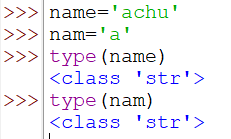 >>> name='achu'
>>> nam='a'
>>> type(name)
<class 'str'>
>>> type(nam)
<class 'str'>